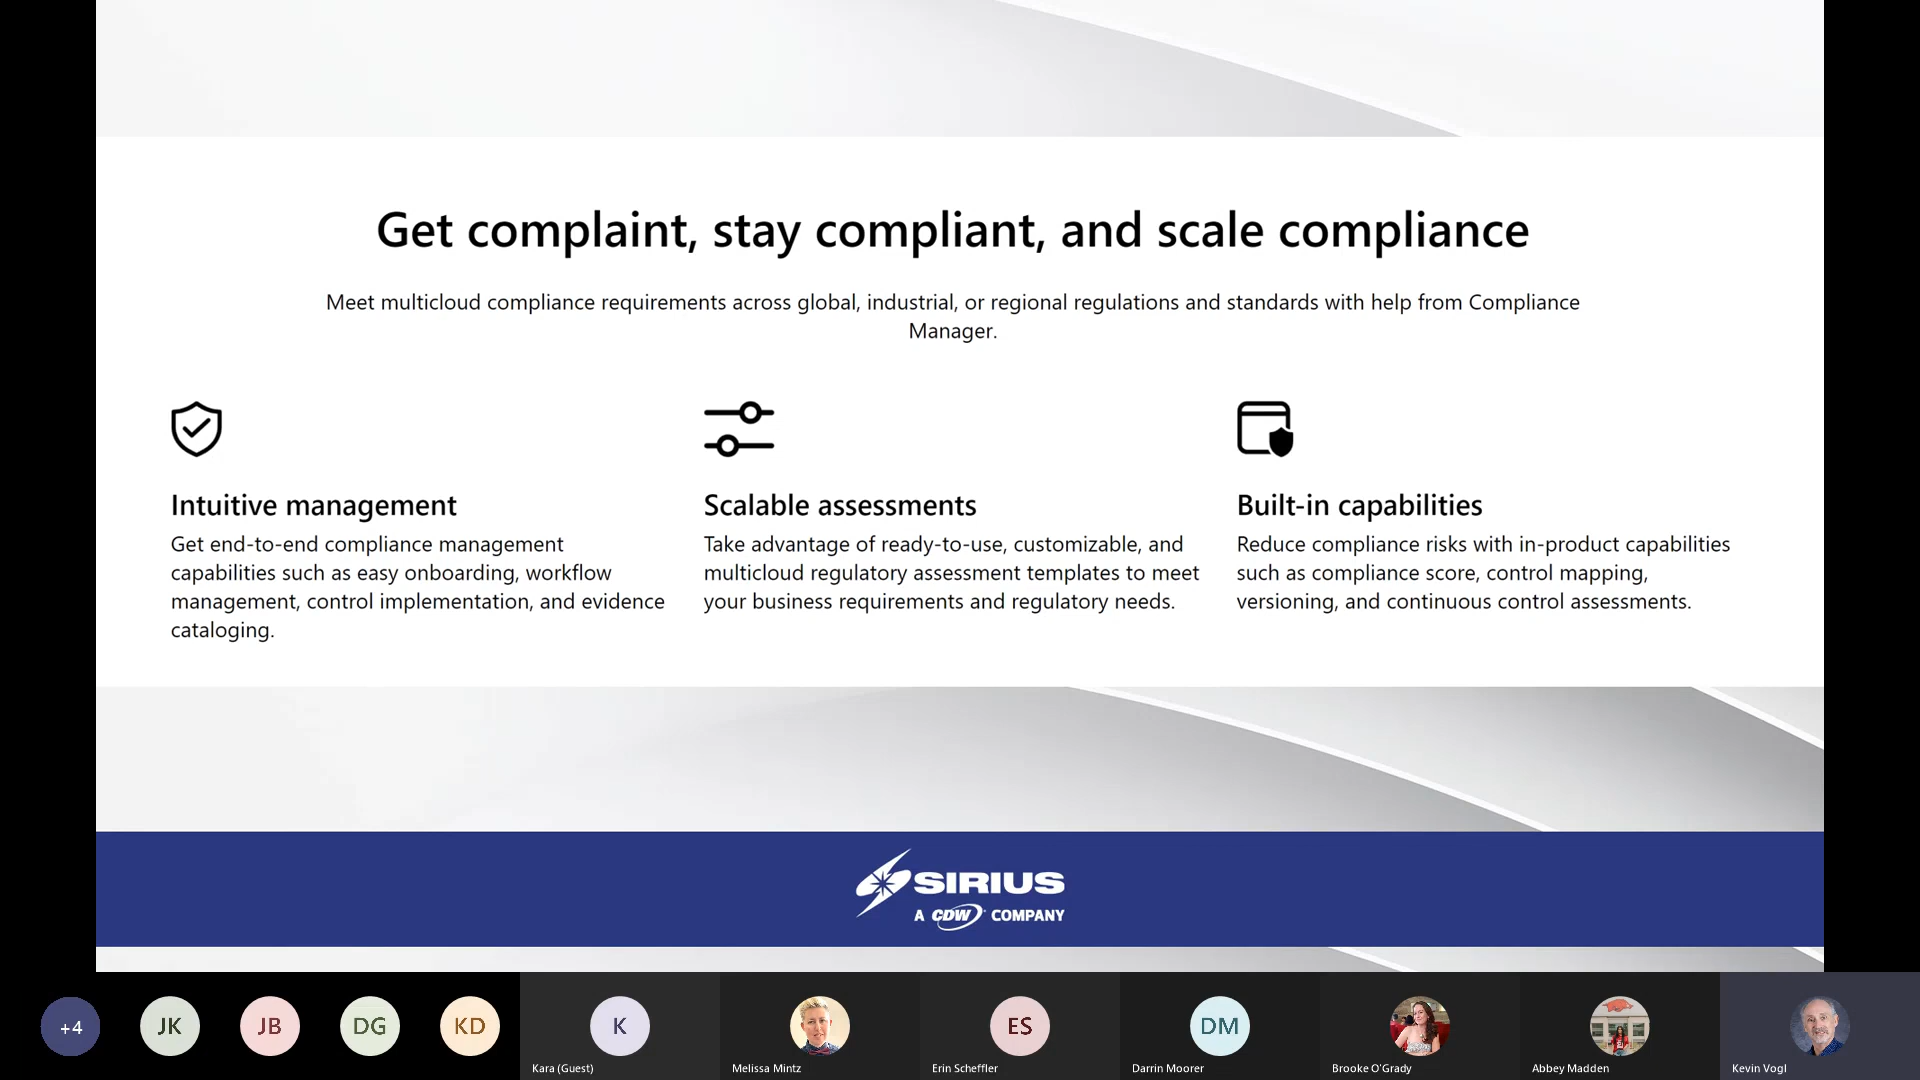 Get complaint, stay compliant, and scale compliance
Meet multicloud compliance requirements across global, industrial, or regional regulations and standards with help from Compliance
Manager.
Intuitive management
Get end-to-end compliance management
capabilities such as easy onboarding, workflow
management, control implementation, and evidence
cataloging.
Scalable assessments
Take advantage of ready-to-use, customizable, and
multicloud regulatory assessment templates to meet
your business requirements and regulatory needs.
Built-in capabilities
Reduce compliance risks with in-product capabilities
such as compliance score, control mapping,
versioning, and continuous control assessments.
SIRIUS
A CDW COMPANY
+4
JK
JB
DG
KD
K
Kara (Guest)
Melissa Mintz
ES
Erin Scheffler
DM
Darrin Moorer
Brooke O'Grady
Abbey Madden
Kevin Vogl